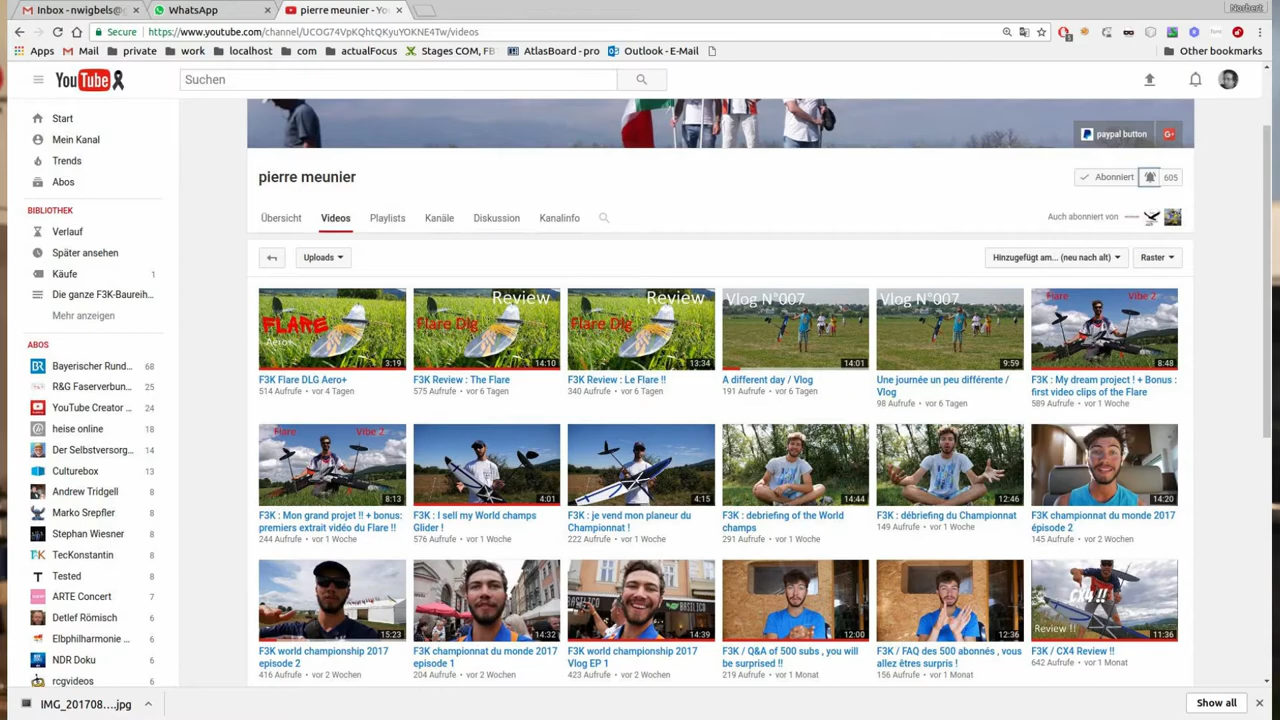 Inbox - nwigbels@
WhatsApp
pierre meunier - You
Norbert
Secure
https://www.youtube.com/channel/UCOG74VpKQhtQKyuYOKNE4Tw/videos
Apps
Mail
private
work
localhost
com
actualFocus
Stages COM, FB
AtlasBoard - pro
Outlook - E-Mail
Other bookmarks
YouTube
Suchen
paypal button
G+
Start
Mein Kanal
Trends
Abos
BIBLIOTHEK
Verlauf
Später ansehen
Käufe 1
Die ganze F3K-Baureih...
Mehr anzeigen
ABOS
Bayerischer Rund... 68
R&G Faserverbun... 25
YouTube Creator ... 24
heise online 18
Der Selbstversorg... 14
Culturebox 13
Andrew Tridgell 8
Marko Srepfler 8
Stephan Wiesner 8
TecKonstantin 8
Tested 8
ARTE Concert 7
Detlef Römisch 6
Elbphilharmonie ... 6
NDR Doku 6
rcgvideos 6
pierre meunier
Abonniert 605
Übersicht Videos Playlists Kanäle Diskussion Kanalinfo
Auch abonniert von
Uploads
Hinzugefügt am... (neu nach alt)
Raster
FLARE
Aero+
3:19
F3K Flare DLG Aero+
514 Aufrufe • vor 4 Tagen
Review
Flare Dlg
14:10
F3K Review : The Flare
575 Aufrufe • vor 6 Tagen
Review
Flare Dlg
13:34
F3K Review : Le Flare !!
340 Aufrufe • vor 6 Tagen
Vlog N°007
14:01
A different day / Vlog
191 Aufrufe • vor 6 Tagen
Vlog N°007
9:59
Une journée un peu différente /
Vlog
98 Aufrufe • vor 6 Tagen
Flare Vibe 2
8:48
F3K : My dream project ! + Bonus :
first video clips of the Flare
589 Aufrufe • vor 1 Woche
Flare Vibe 2
8:13
F3K : Mon grand projet !! + bonus:
premiers extrait vidéo du Flare !!
244 Aufrufe • vor 1 Woche
4:01
F3K : I sell my World champs
Glider !
576 Aufrufe • vor 1 Woche
4:15
F3K : je vend mon planeur du
Championnat !
222 Aufrufe • vor 1 Woche
14:44
F3K : debriefing of the World
champs
291 Aufrufe • vor 1 Woche
12:46
F3K : débriefing du Championnat
149 Aufrufe • vor 1 Woche
14:20
F3K championnat du monde 2017
épisode 2
145 Aufrufe • vor 2 Wochen
15:23
F3K world championship 2017
episode 2
416 Aufrufe • vor 2 Wochen
14:32
F3K championnat du monde 2017
episode 1
204 Aufrufe • vor 2 Wochen
BASILICO
14:39
F3K world championship 2017
Vlog EP 1
423 Aufrufe • vor 2 Wochen
12:00
F3K / Q&A of 500 subs , you will
be surprised !!
219 Aufrufe • vor 1 Monat
12:36
F3K / FAQ des 500 abonnés , vous
allez êtres surpris !
156 Aufrufe • vor 1 Monat
CX4 !!
Review !!
11:36
F3K / CX4 Review !!
642 Aufrufe • vor 1 Monat
IMG_201708....jpg
Show all